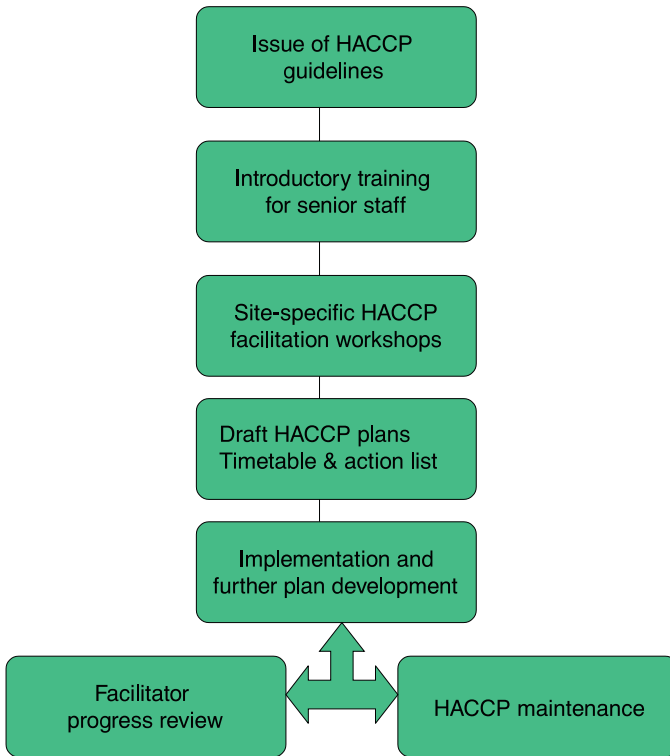 Issue of HACCP
guidelines
Introductory training
for senior staff
Site-specific HACCP
facilitation workshops
Draft HACCP plans
Timetable & action list
Implementation and
further plan development
Facilitator
progress review
HACCP maintenance